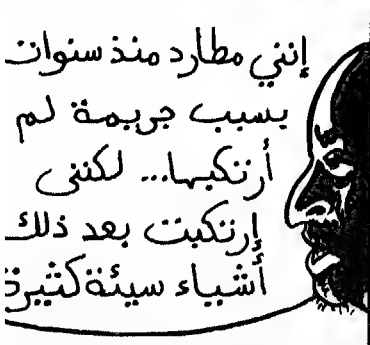 إنني مطارد منذ سنوات
بسبب جريمة لم
أرتكبها... لكنني
إرتكبت بعد ذلك
أشياء سيئة كثيرة